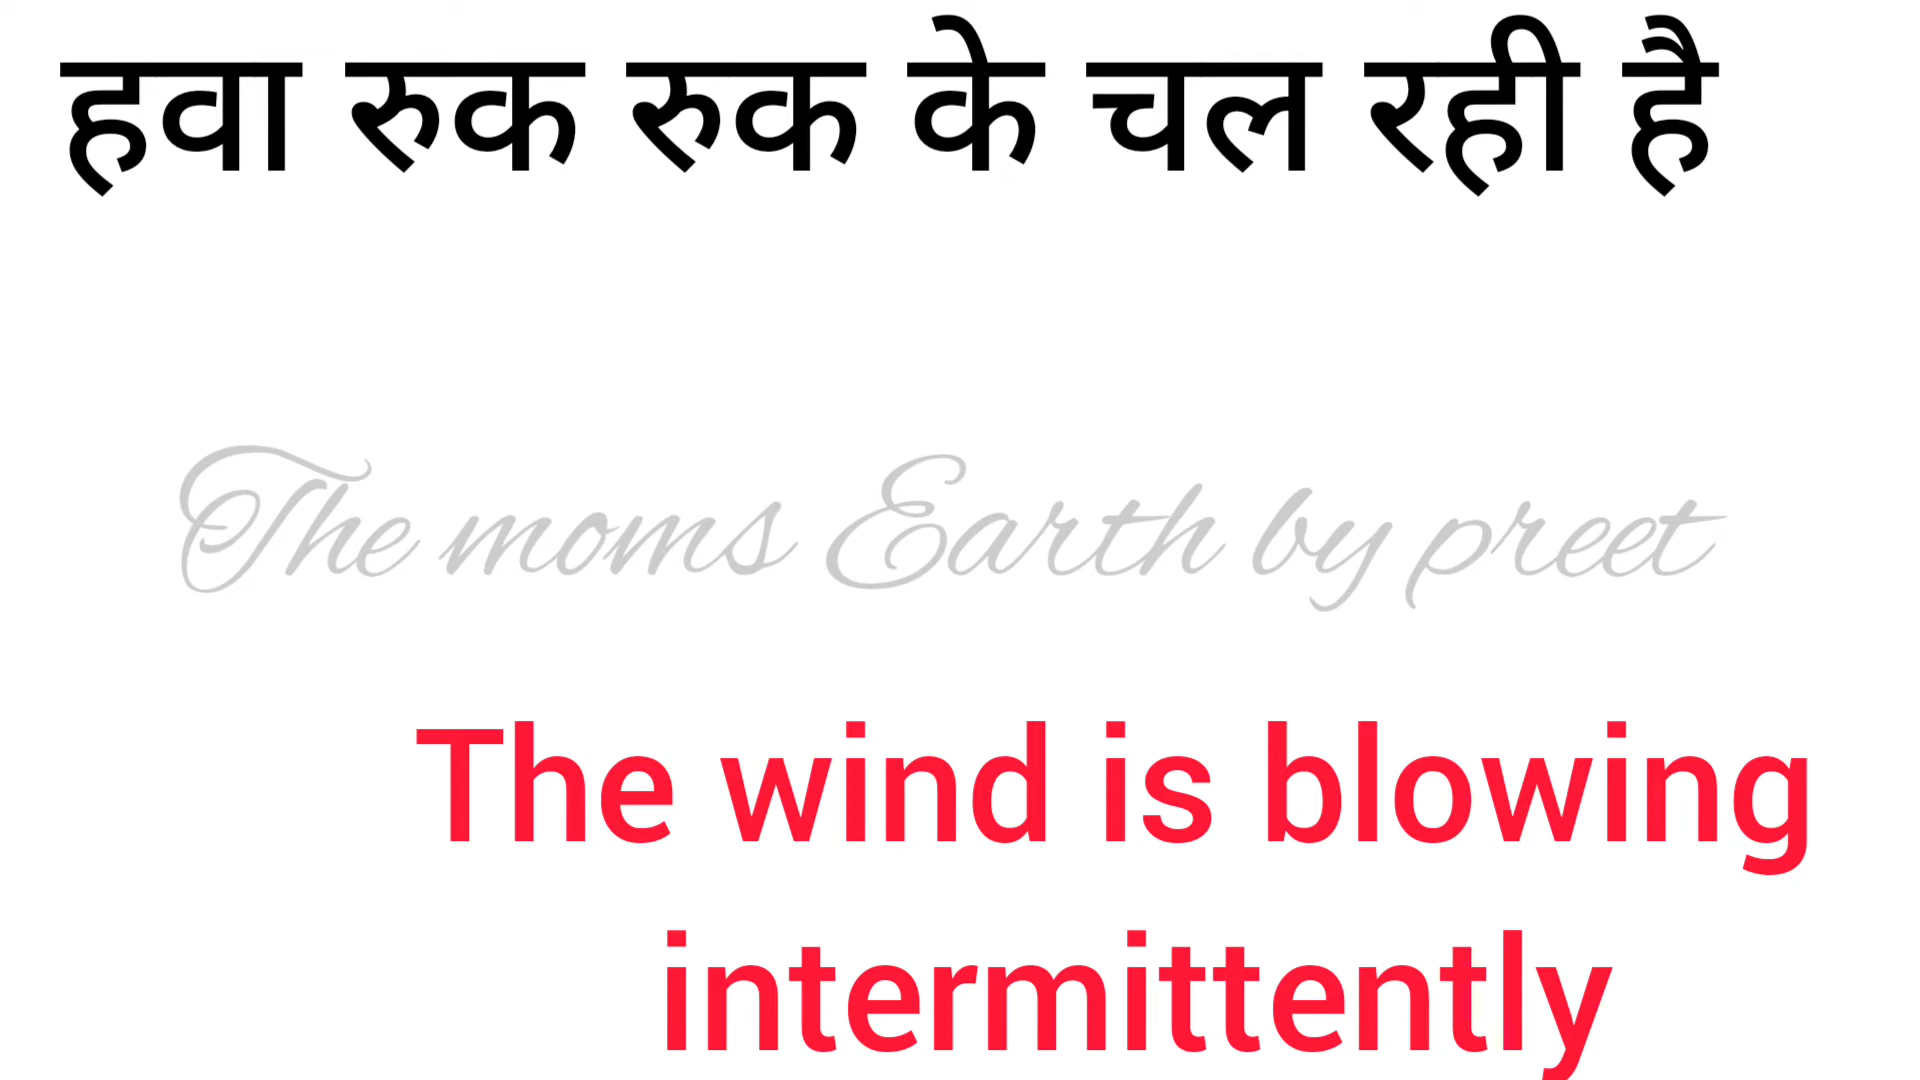 हवा रुक रुक के चल रही है
The moms Earth by preet
The wind is blowing
intermittently